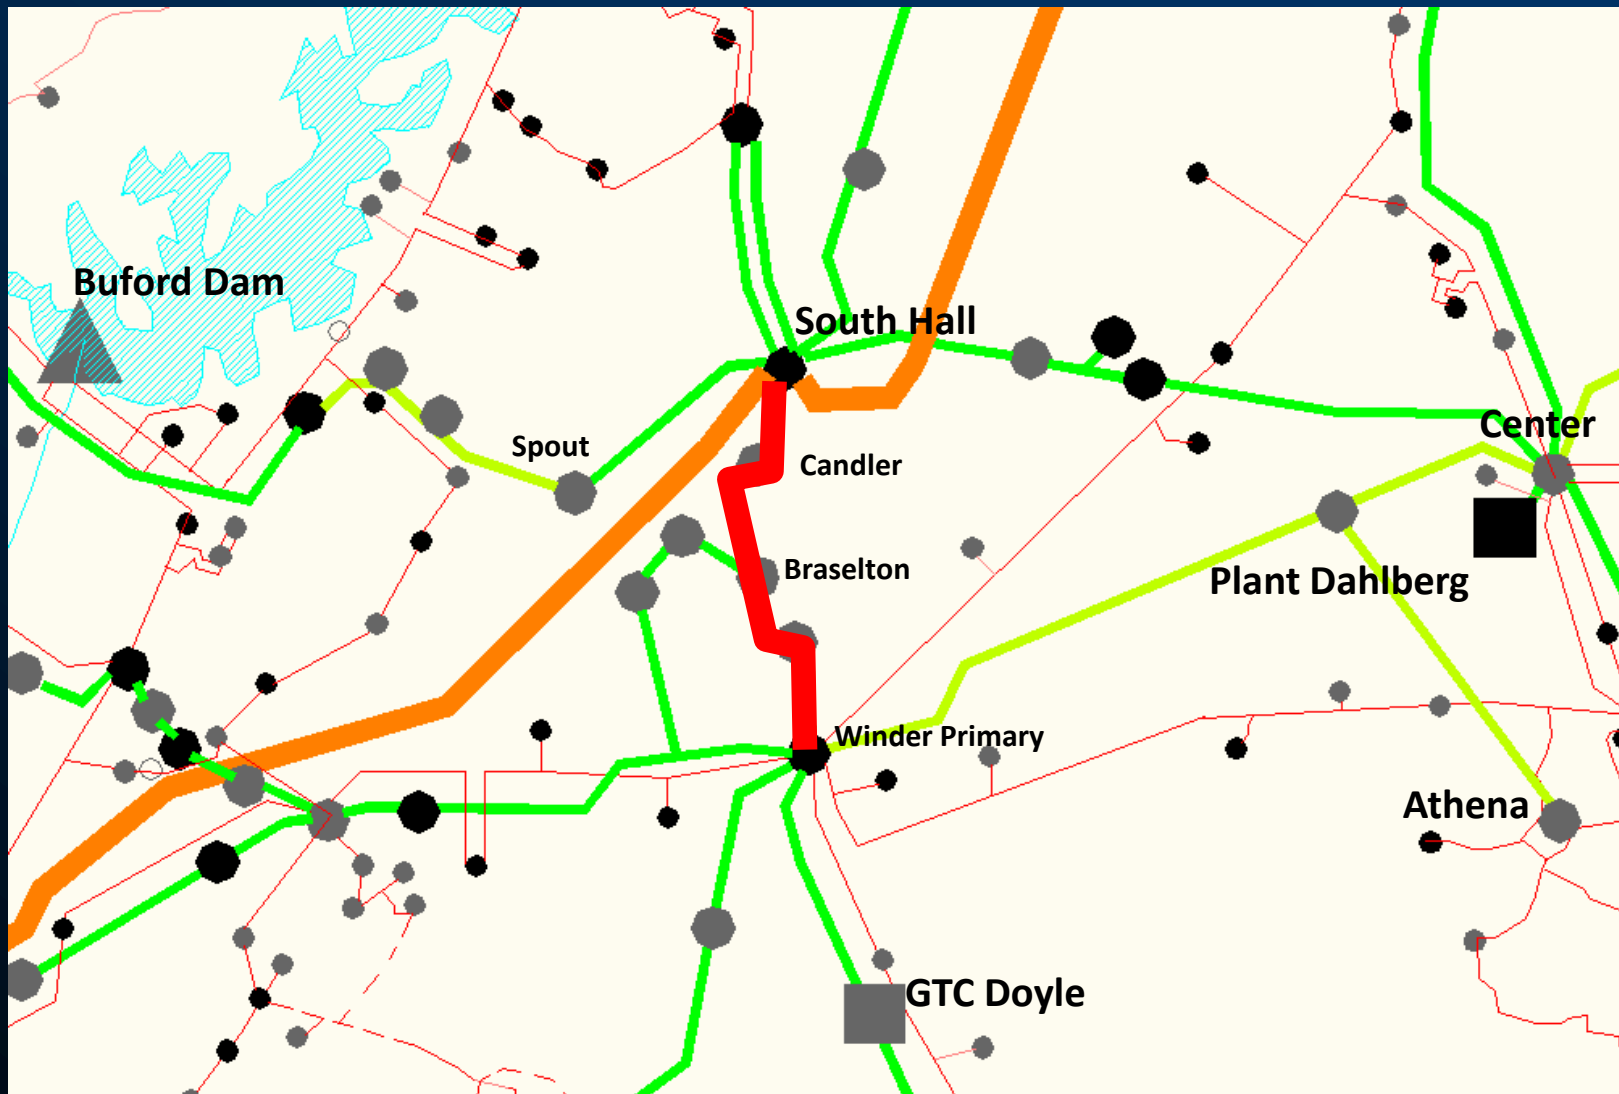 Buford Dam
South Hall
Center
Spout
Candler
Braselton
Plant Dahlberg
Winder Primary
Athena
GTC Doyle